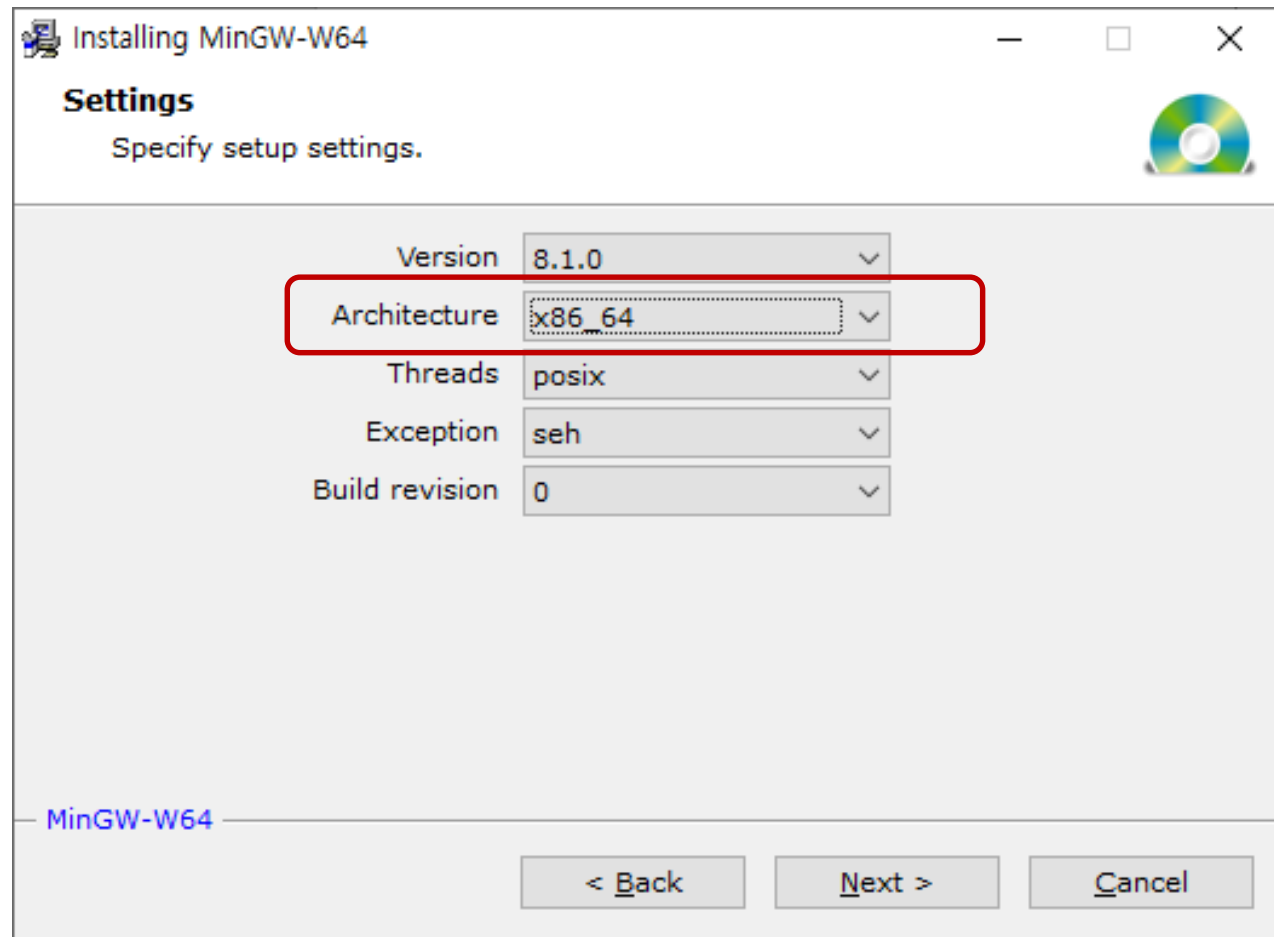 Installing MinGW-W64
Settings
Specify setup settings.
Version 8.1.0
Architecture x86_64
Threads posix
Exception seh
Build revision 0
MinGW-W64
< Back Next > Cancel